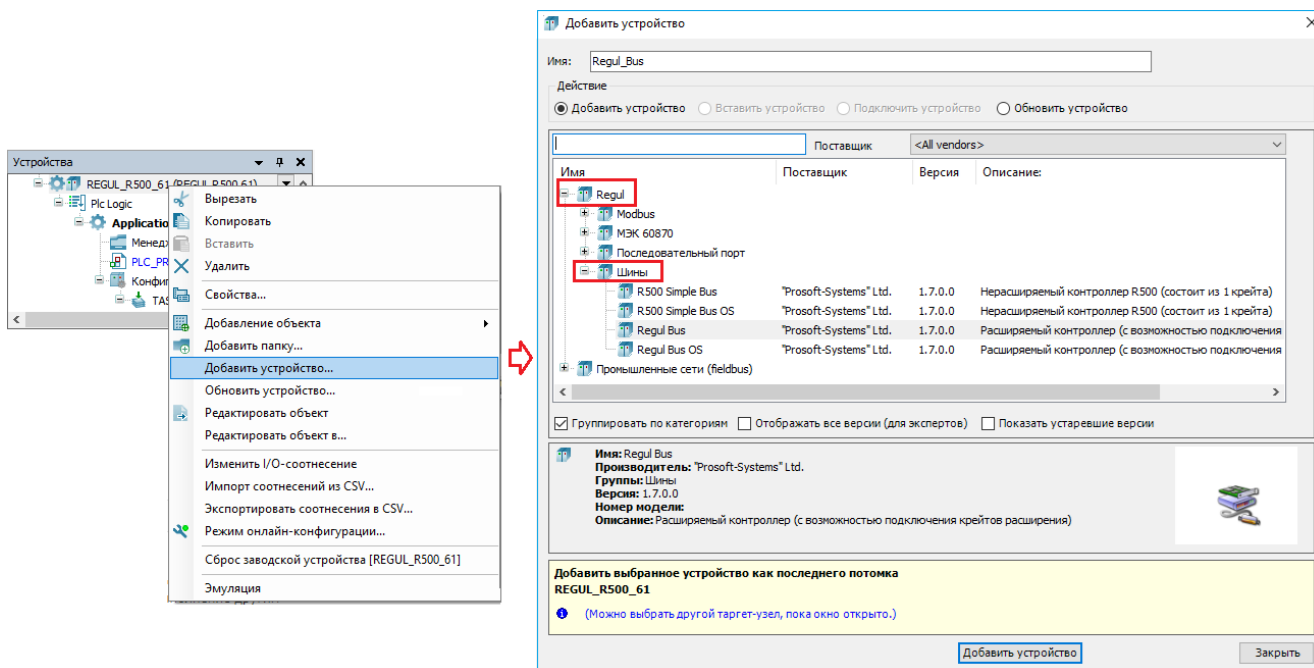 Устройства
REGUL_R500_61 (REGUL R500 61)
Plc Logic
Вырезать
Копировать
Вставить
Удалить
Свойства...
Добавление объекта
Добавить папку...
Добавить устройство...
Обновить устройство...
Редактировать объект
Редактировать объект в...
Изменить I/O-соотнесение
Импорт соотнесений из CSV...
Экспортировать соотнесения в CSV...
Режим онлайн-конфигурации...
Сброс заводской устройства [REGUL_R500_61]
Эмуляция
Добавить устройство
Имя: Regul_Bus
Действие
Добавить устройство Вставить устройство Подключить устройство Обновить устройство
Поставщик <All vendors>
Имя Поставщик Версия Описание:
Regul
Modbus
МЭК 60870
Последовательный порт
Шины
R500 Simple Bus "Prosoft-Systems" Ltd. 1.7.0.0 Нерасширяемый контроллер R500 (состоит из 1 крейта)
R500 Simple Bus OS "Prosoft-Systems" Ltd. 1.7.0.0 Нерасширяемый контроллер R500 (состоит из 1 крейта)
Regul Bus "Prosoft-Systems" Ltd. 1.7.0.0 Расширяемый контроллер (с возможностью подключения
Regul Bus OS "Prosoft-Systems" Ltd. 1.7.0.0 Расширяемый контроллер (с возможностью подключения
Промышленные сети (fieldbus)
Группировать по категориям Отображать все версии (для экспертов) Показать устаревшие версии
Имя: Regul Bus
Производитель: "Prosoft-Systems" Ltd.
Группы: Шины
Версия: 1.7.0.0
Номер модели:
Описание: Расширяемый контроллер (с возможностью подключения крейтов расширения)
Добавить выбранное устройство как последнего потомка
REGUL_R500_61
(Можно выбрать другой таргет-узел, пока окно открыто.)
Добавить устройство Закрыть